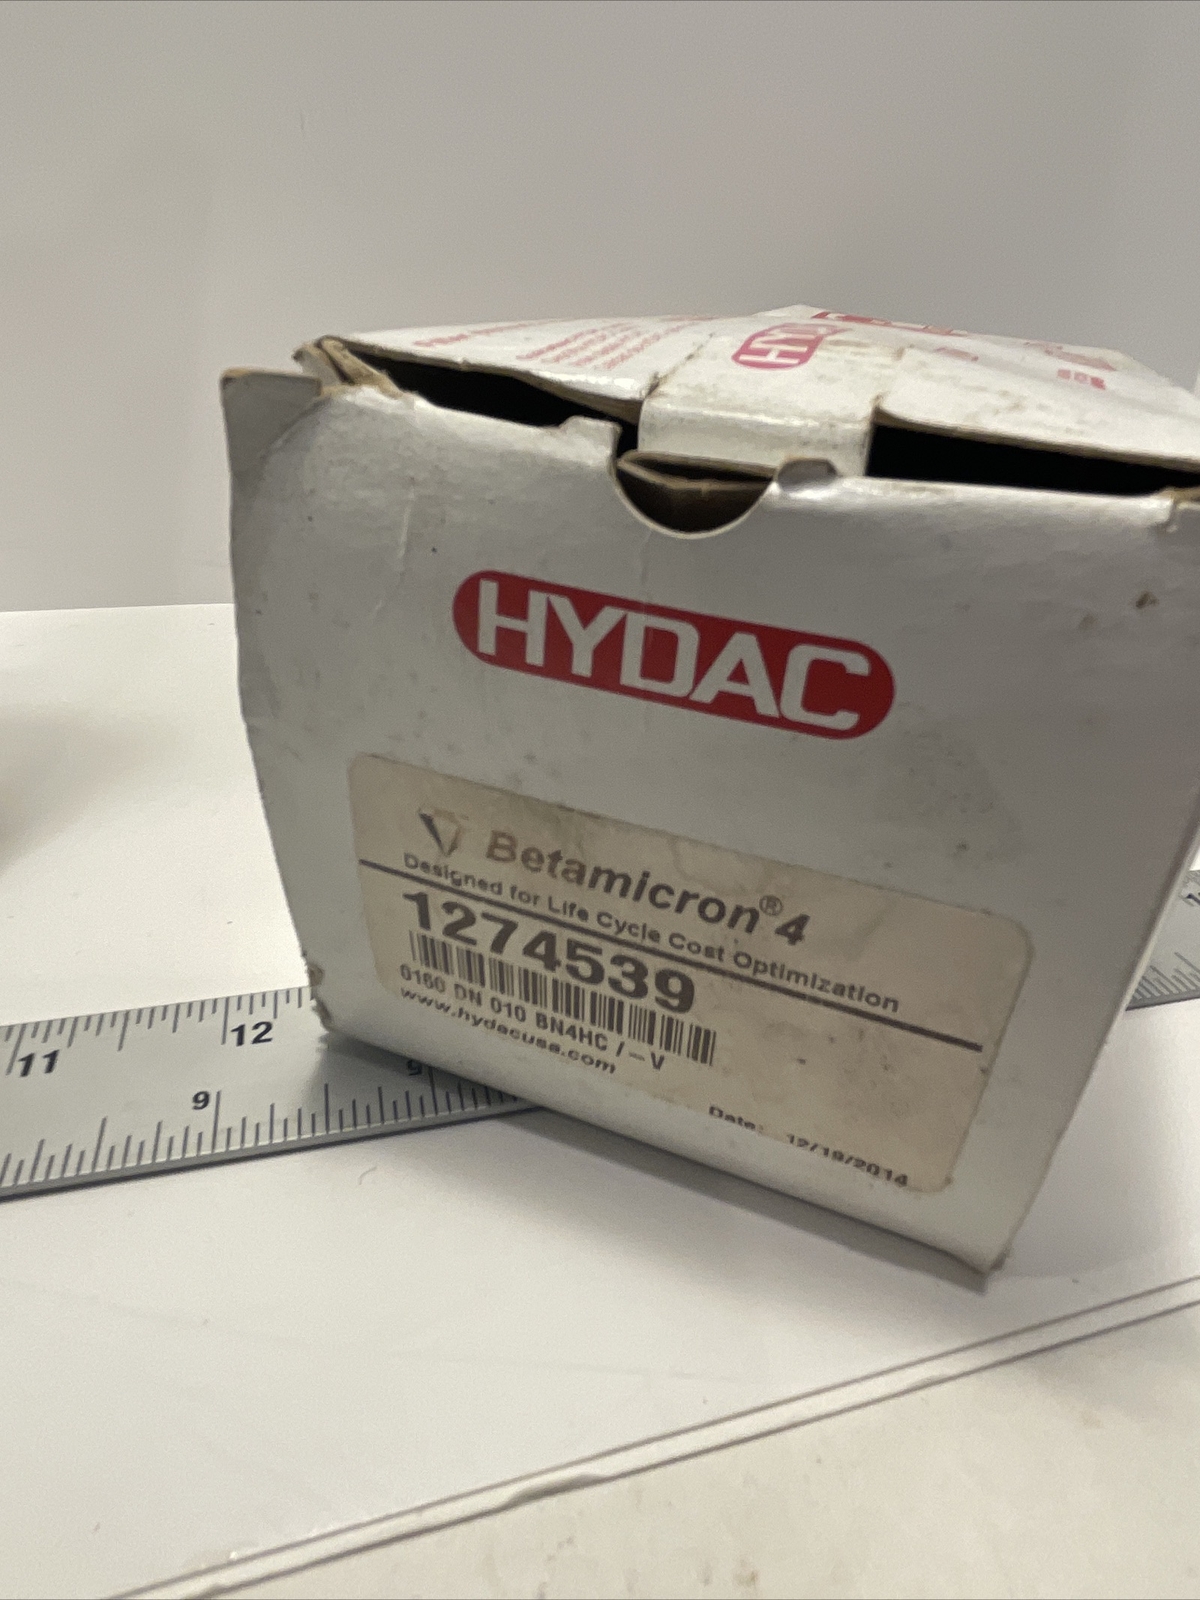 HYDAC
HYDAC
Betamicron®4
Designed for Life Cycle Cost Optimization
1274539
0160 DN 010 BN4HC /-V
www.hydacusa.com
Date: 12/19/2014
11
12
9
9